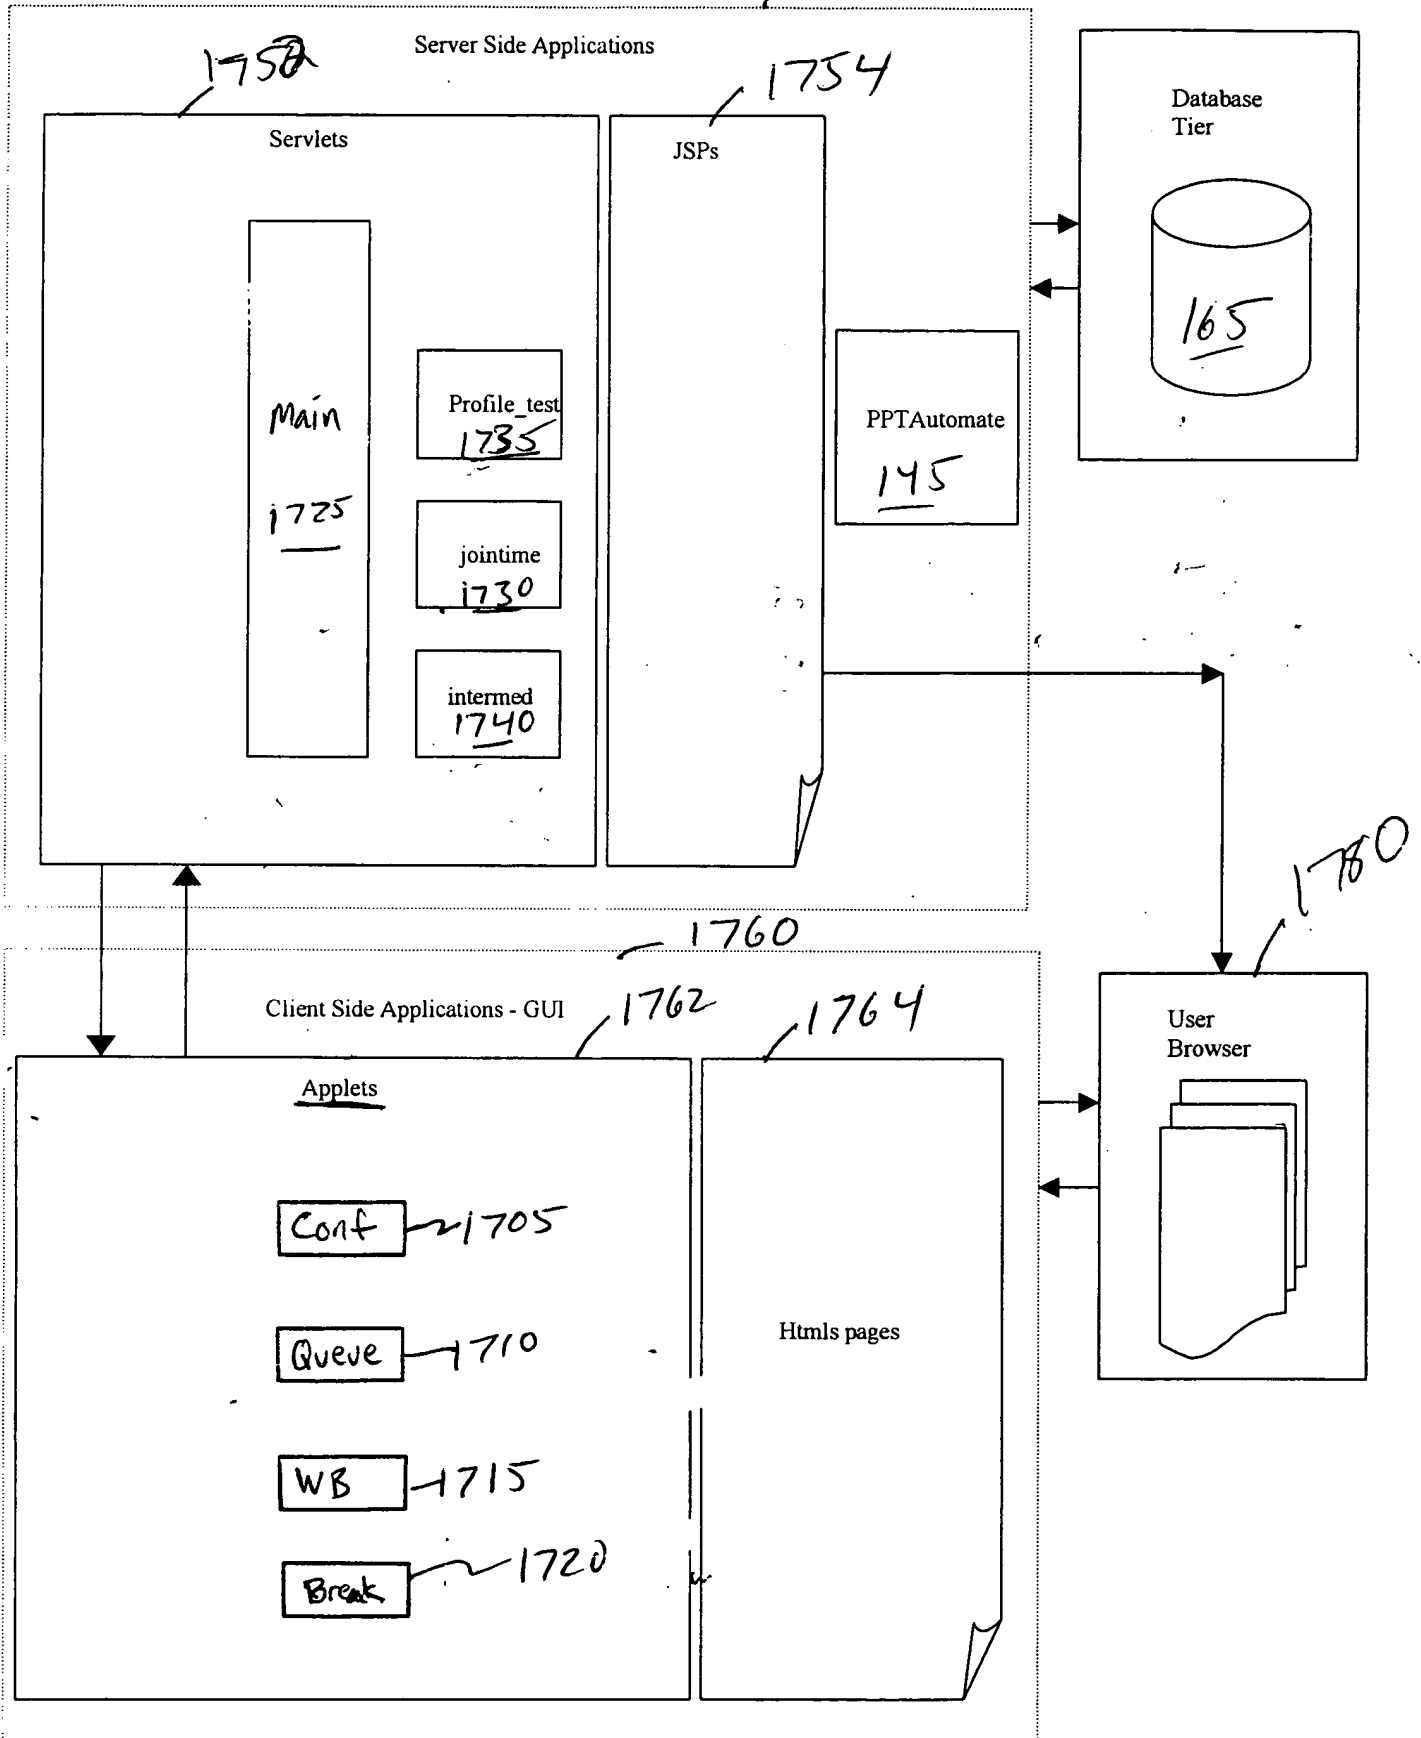 Server Side Applications
1752
1754
Servlets
JSPs
Database
Tier
165
Main
1725
Profile_test
1735
jointime
1730
intermed
1740
PPTAutomate
145
1780
1760
Client Side Applications - GUI
1762
1764
User
Browser
Applets
Conf
1705
Queue
1710
WB
1715
Break
1720
Htmls pages